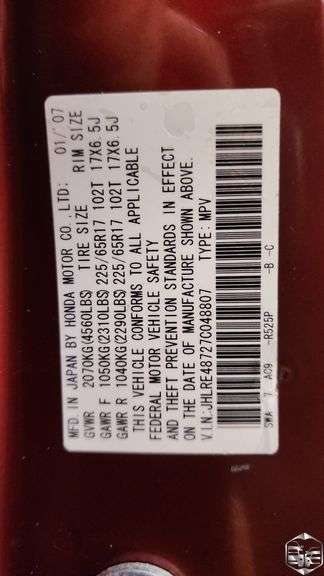 MFD. IN JAPAN BY HONDA MOTOR CO., LTD: 01/'07
GVWR 2070KG(4560LBS) TIRE SIZE RIM SIZE
GAWR F 1050KG(2310LBS) 225/65R17 102T 17X6.5J
GAWR R 1040KG(2290LBS) 225/65R17 102T 17X6.5J
THIS VEHICLE CONFORMS TO ALL APPLICABLE
FEDERAL MOTOR VEHICLE SAFETY
AND THEFT PREVENTION STANDARDS IN EFFECT
ON THE DATE OF MANUFACTURE SHOWN ABOVE.
V.I.N:JHLRE48727C048807 TYPE: MPV
SWA 7 AC9 -R525P -B -C